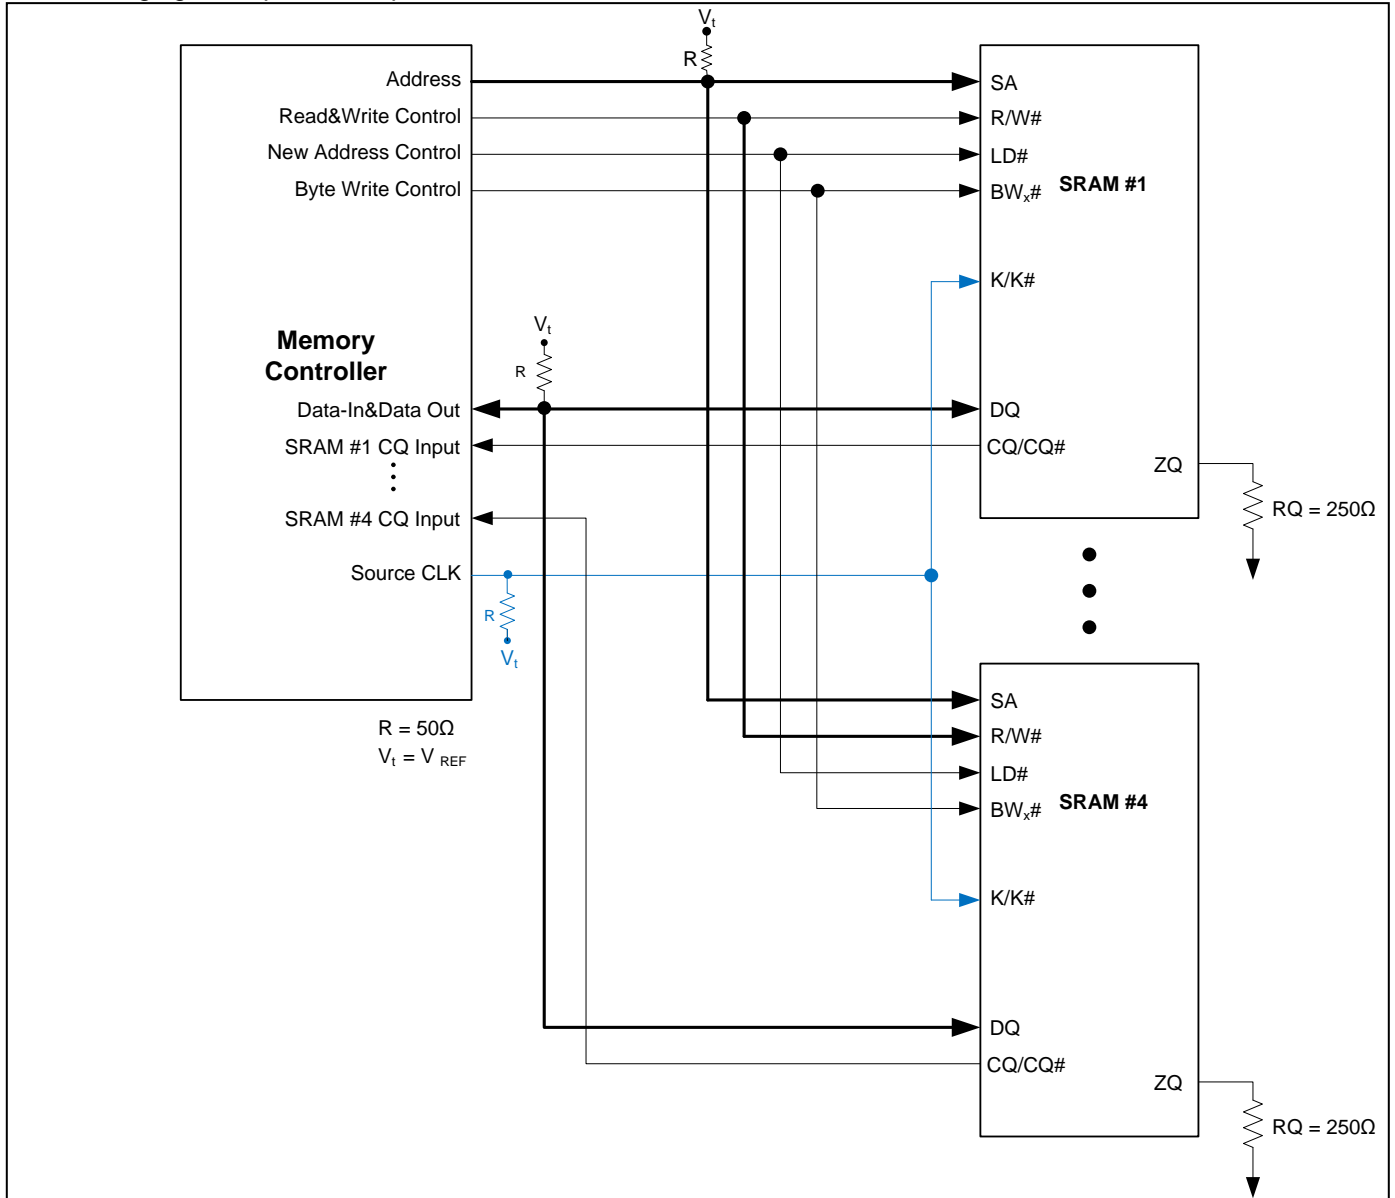 Vt
R
Address
SA
Read&Write Control
R/W#
New Address Control
LD#
Byte Write Control
BWx#
SRAM #1
K/K#
Vt
Memory
Controller
R
Data-In&Data Out
DQ
SRAM #1 CQ Input
CQ/CQ#
ZQ
RQ = 250Ω
SRAM #4 CQ Input
Source CLK
R
Vt
R = 50Ω
Vt = V REF
SA
R/W#
LD#
BWx#
SRAM #4
K/K#
DQ
CQ/CQ#
ZQ
RQ = 250Ω